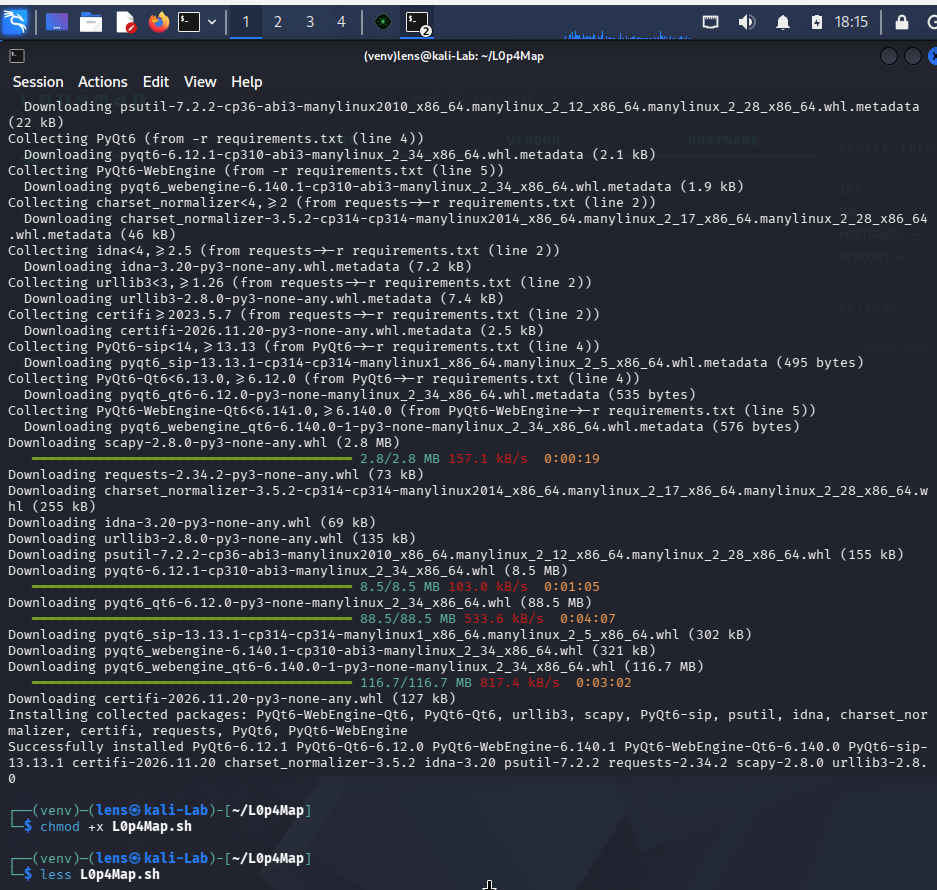 1 2 3 4 2 18:15
(venv)lens@kali-Lab: ~/L0p4Map
Session Actions Edit View Help
Downloading psutil-7.2.2-cp36-abi3-manylinux2010_x86_64.manylinux_2_12_x86_64.manylinux_2_28_x86_64.whl.metadata
(22 kB)
Collecting PyQt6 (from -r requirements.txt (line 4))
VENDOR HOSTNAME
Downloading pyqt6-6.12.1-cp310-abi3-manylinux_2_34_x86_64.whl.metadata (2.1 kB)
DEVICE INFO
Collecting PyQt6-WebEngine (from -r requirements.txt (line 5))
Downloading pyqt6_webengine-6.140.1-cp310-abi3-manylinux_2_34_x86_64.whl.metadata (1.9 kB)
IP: —
Collecting charset_normalizer<4,≥2 (from requests→-r requirements.txt (line 2))
Downloading charset_normalizer-3.5.2-cp314-cp314-manylinux2014_x86_64.manylinux_2_17_x86_64.manylinux_2_28_x86_64
.whl.metadata (46 kB)
HOSTNAME: —
Collecting idna<4,≥2.5 (from requests→-r requirements.txt (line 2))
VENDOR: —
Downloading idna-3.20-py3-none-any.whl.metadata (7.2 kB)
Collecting urllib3<3,≥1.26 (from requests→-r requirements.txt (line 2))
Downloading urllib3-2.8.0-py3-none-any.whl.metadata (7.4 kB)
ACTIONS
Collecting certifi≥2023.5.7 (from requests→-r requirements.txt (line 2))
Downloading certifi-2026.11.20-py3-none-any.whl.metadata (2.5 kB)
Collecting PyQt6-sip<14,≥13.13 (from PyQt6→-r requirements.txt (line 4))
Downloading pyqt6_sip-13.13.1-cp314-cp314-manylinux1_x86_64.manylinux_2_5_x86_64.whl.metadata (495 bytes)
Collecting PyQt6-Qt6<6.13.0,≥6.12.0 (from PyQt6→-r requirements.txt (line 4))
Downloading pyqt6_qt6-6.12.0-py3-none-manylinux_2_34_x86_64.whl.metadata (535 bytes)
Collecting PyQt6-WebEngine-Qt6<6.141.0,≥6.140.0 (from PyQt6-WebEngine→-r requirements.txt (line 5))
Downloading pyqt6_webengine_qt6-6.140.0-1-py3-none-manylinux_2_34_x86_64.whl.metadata (576 bytes)
Downloading scapy-2.8.0-py3-none-any.whl (2.8 MB)
2.8/2.8 MB 157.1 kB/s 0:00:19
Downloading requests-2.34.2-py3-none-any.whl (73 kB)
Downloading charset_normalizer-3.5.2-cp314-cp314-manylinux2014_x86_64.manylinux_2_17_x86_64.manylinux_2_28_x86_64.w
hl (255 kB)
Downloading idna-3.20-py3-none-any.whl (69 kB)
Downloading urllib3-2.8.0-py3-none-any.whl (135 kB)
Downloading psutil-7.2.2-cp36-abi3-manylinux2010_x86_64.manylinux_2_12_x86_64.manylinux_2_28_x86_64.whl (155 kB)
Downloading pyqt6-6.12.1-cp310-abi3-manylinux_2_34_x86_64.whl (8.5 MB)
8.5/8.5 MB 103.0 kB/s 0:01:05
Downloading pyqt6_qt6-6.12.0-py3-none-manylinux_2_34_x86_64.whl (88.5 MB)
88.5/88.5 MB 533.6 kB/s 0:04:07
Downloading pyqt6_sip-13.13.1-cp314-cp314-manylinux1_x86_64.manylinux_2_5_x86_64.whl (302 kB)
Downloading pyqt6_webengine-6.140.1-cp310-abi3-manylinux_2_34_x86_64.whl (321 kB)
Downloading pyqt6_webengine_qt6-6.140.0-1-py3-none-manylinux_2_34_x86_64.whl (116.7 MB)
116.7/116.7 MB 817.4 kB/s 0:03:02
Downloading certifi-2026.11.20-py3-none-any.whl (127 kB)
Installing collected packages: PyQt6-WebEngine-Qt6, PyQt6-Qt6, urllib3, scapy, PyQt6-sip, psutil, idna, charset_nor
malizer, certifi, requests, PyQt6, PyQt6-WebEngine
Successfully installed PyQt6-6.12.1 PyQt6-Qt6-6.12.0 PyQt6-WebEngine-6.140.1 PyQt6-WebEngine-Qt6-6.140.0 PyQt6-sip-
13.13.1 certifi-2026.11.20 charset_normalizer-3.5.2 idna-3.20 psutil-7.2.2 requests-2.34.2 scapy-2.8.0 urllib3-2.8.
0
┌──(venv)─(lens㉿kali-Lab)-[~/L0p4Map]
└─$ chmod +x L0p4Map.sh
┌──(venv)─(lens㉿kali-Lab)-[~/L0p4Map]
└─$ less L0p4Map.sh